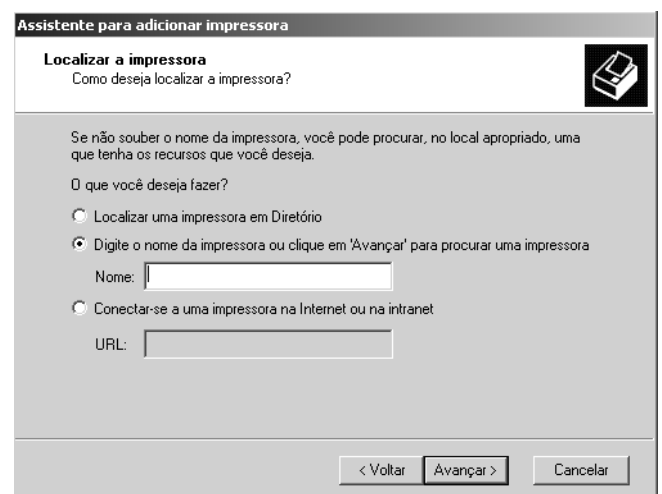 Assistente para adicionar impressora
Localizar a impressora
Como deseja localizar a impressora?
Se não souber o nome da impressora, você pode procurar, no local apropriado, uma
que tenha os recursos que você deseja.
O que você deseja fazer?
Localizar uma impressora em Diretório
Digite o nome da impressora ou clique em 'Avançar' para procurar uma impressora
Nome:
Conectar-se a uma impressora na Internet ou na intranet
URL:
< Voltar Avançar > Cancelar